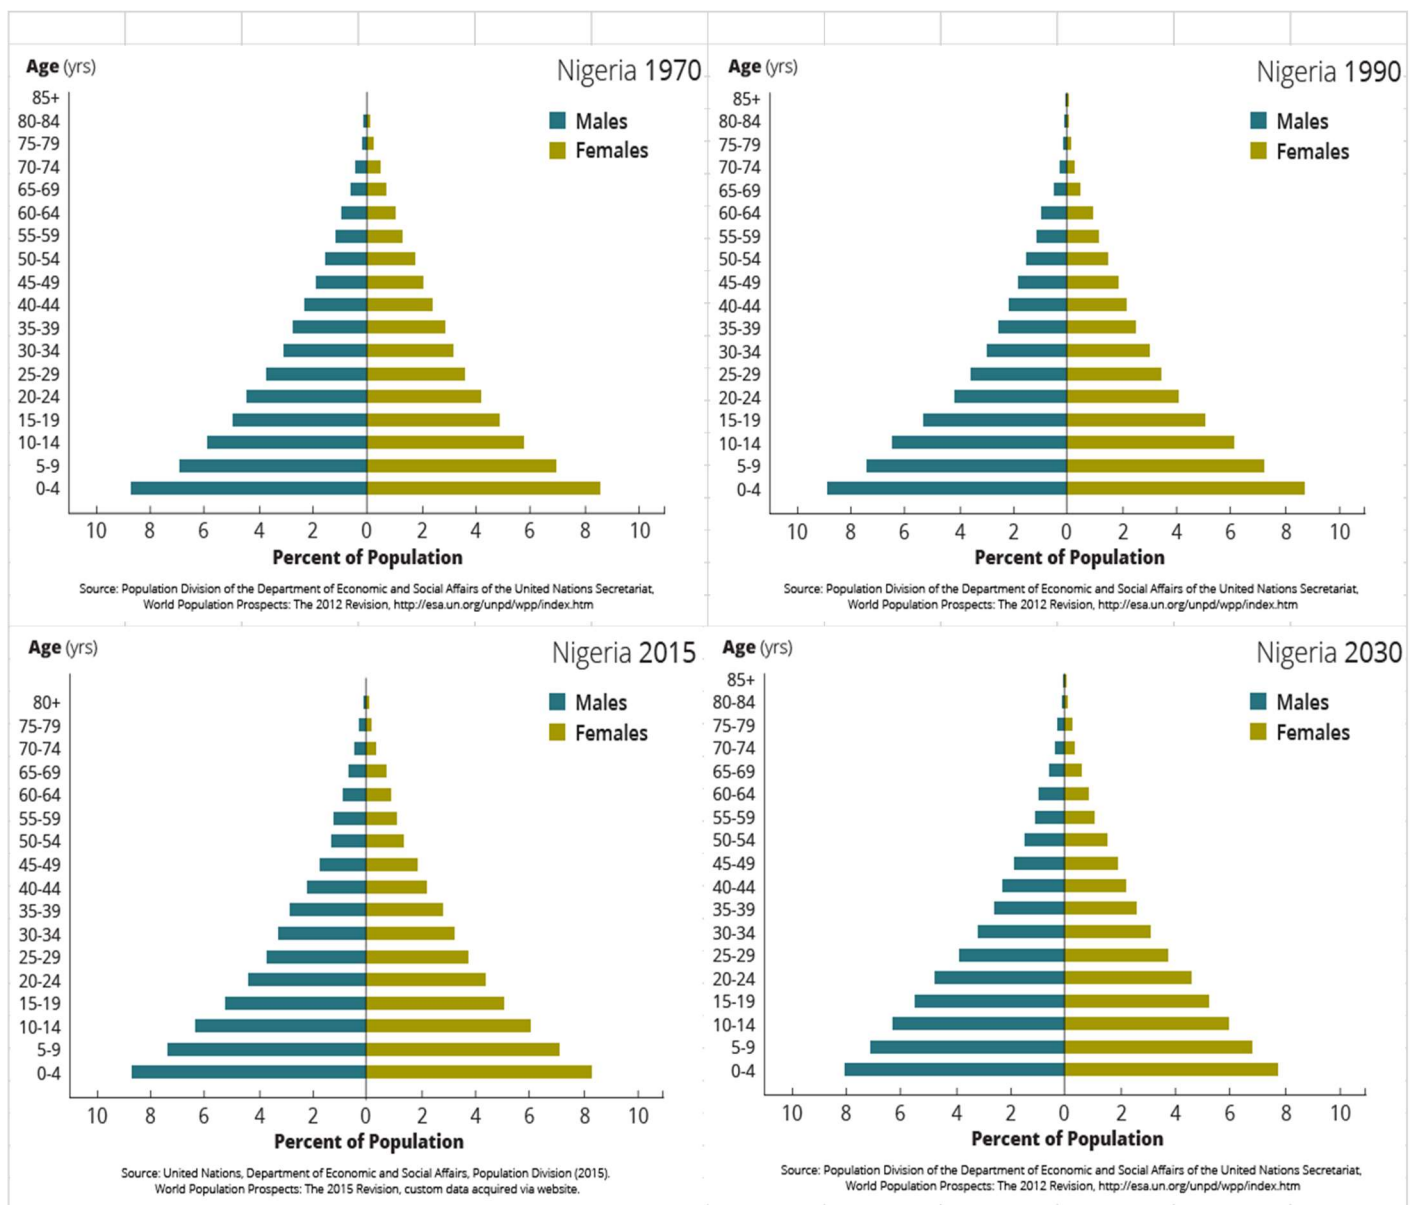 Age (yrs)
Nigeria 1970
Males
Females
85+
80-84
75-79
70-74
65-69
60-64
55-59
50-54
45-49
40-44
35-39
30-34
25-29
20-24
15-19
10-14
5-9
0-4
10 8 6 4 2 0 2 4 6 8 10
Percent of Population
Source: Population Division of the Department of Economic and Social Affairs of the United Nations Secretariat,
World Population Prospects: The 2012 Revision, http://esa.un.org/unpd/wpp/index.htm
Age (yrs)
Nigeria 1990
Males
Females
85+
80-84
75-79
70-74
65-69
60-64
55-59
50-54
45-49
40-44
35-39
30-34
25-29
20-24
15-19
10-14
5-9
0-4
10 8 6 4 2 0 2 4 6 8 10
Percent of Population
Source: Population Division of the Department of Economic and Social Affairs of the United Nations Secretariat,
World Population Prospects: The 2012 Revision, http://esa.un.org/unpd/wpp/index.htm
Age (yrs)
Nigeria 2015
Males
Females
80+
75-79
70-74
65-69
60-64
55-59
50-54
45-49
40-44
35-39
30-34
25-29
20-24
15-19
10-14
5-9
0-4
10 8 6 4 2 0 2 4 6 8 10
Percent of Population
Source: United Nations, Department of Economic and Social Affairs, Population Division (2015).
World Population Prospects: The 2015 Revision, custom data acquired via website.
Age (yrs)
Nigeria 2030
Males
Females
85+
80-84
75-79
70-74
65-69
60-64
55-59
50-54
45-49
40-44
35-39
30-34
25-29
20-24
15-19
10-14
5-9
0-4
10 8 6 4 2 0 2 4 6 8 10
Percent of Population
Source: Population Division of the Department of Economic and Social Affairs of the United Nations Secretariat,
World Population Prospects: The 2012 Revision, http://esa.un.org/unpd/wpp/index.htm